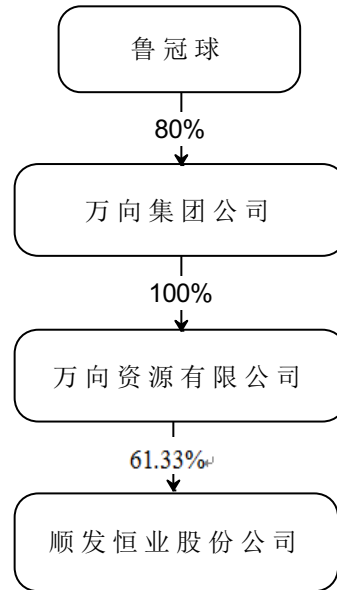 鲁冠球
80%
万向集团公司
100%
万向资源有限公司
61.33%
顺发恒业股份公司